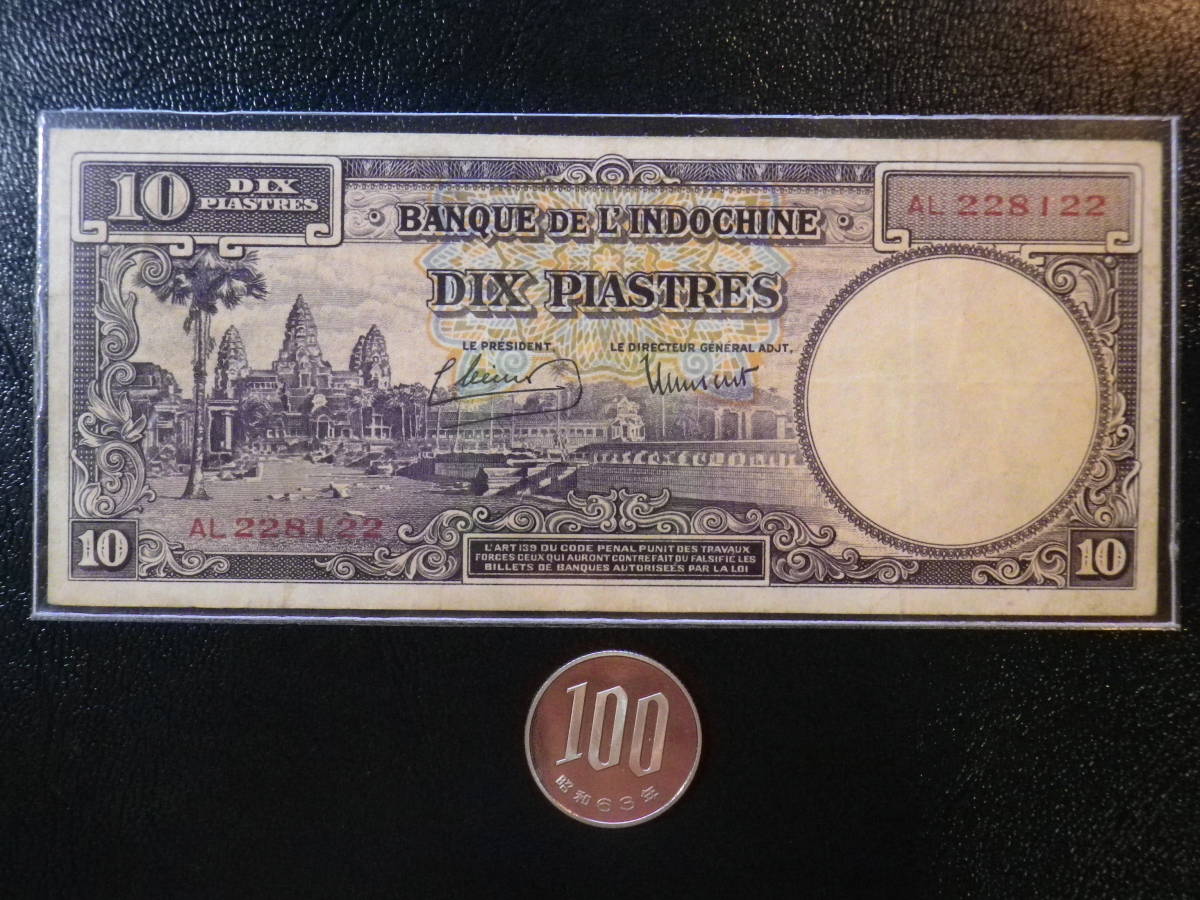 10 DIX
PIASTRES
BANQUE DE L'INDOCHINE
AL 228122
DIX PIASTRES
LE PRÉSIDENT,
LE DIRECTEUR GÉNÉRAL ADJT,
AL 228122
10
L'ART 139 DU CODE PENAL PUNIT DES TRAVAUX
FORCES CEUX QUI AURONT CONTREFAIT OU FALSIFIE LES
BILLETS DE BANQUES AUTORISEES PAR LA LOI
10
100
昭和63年